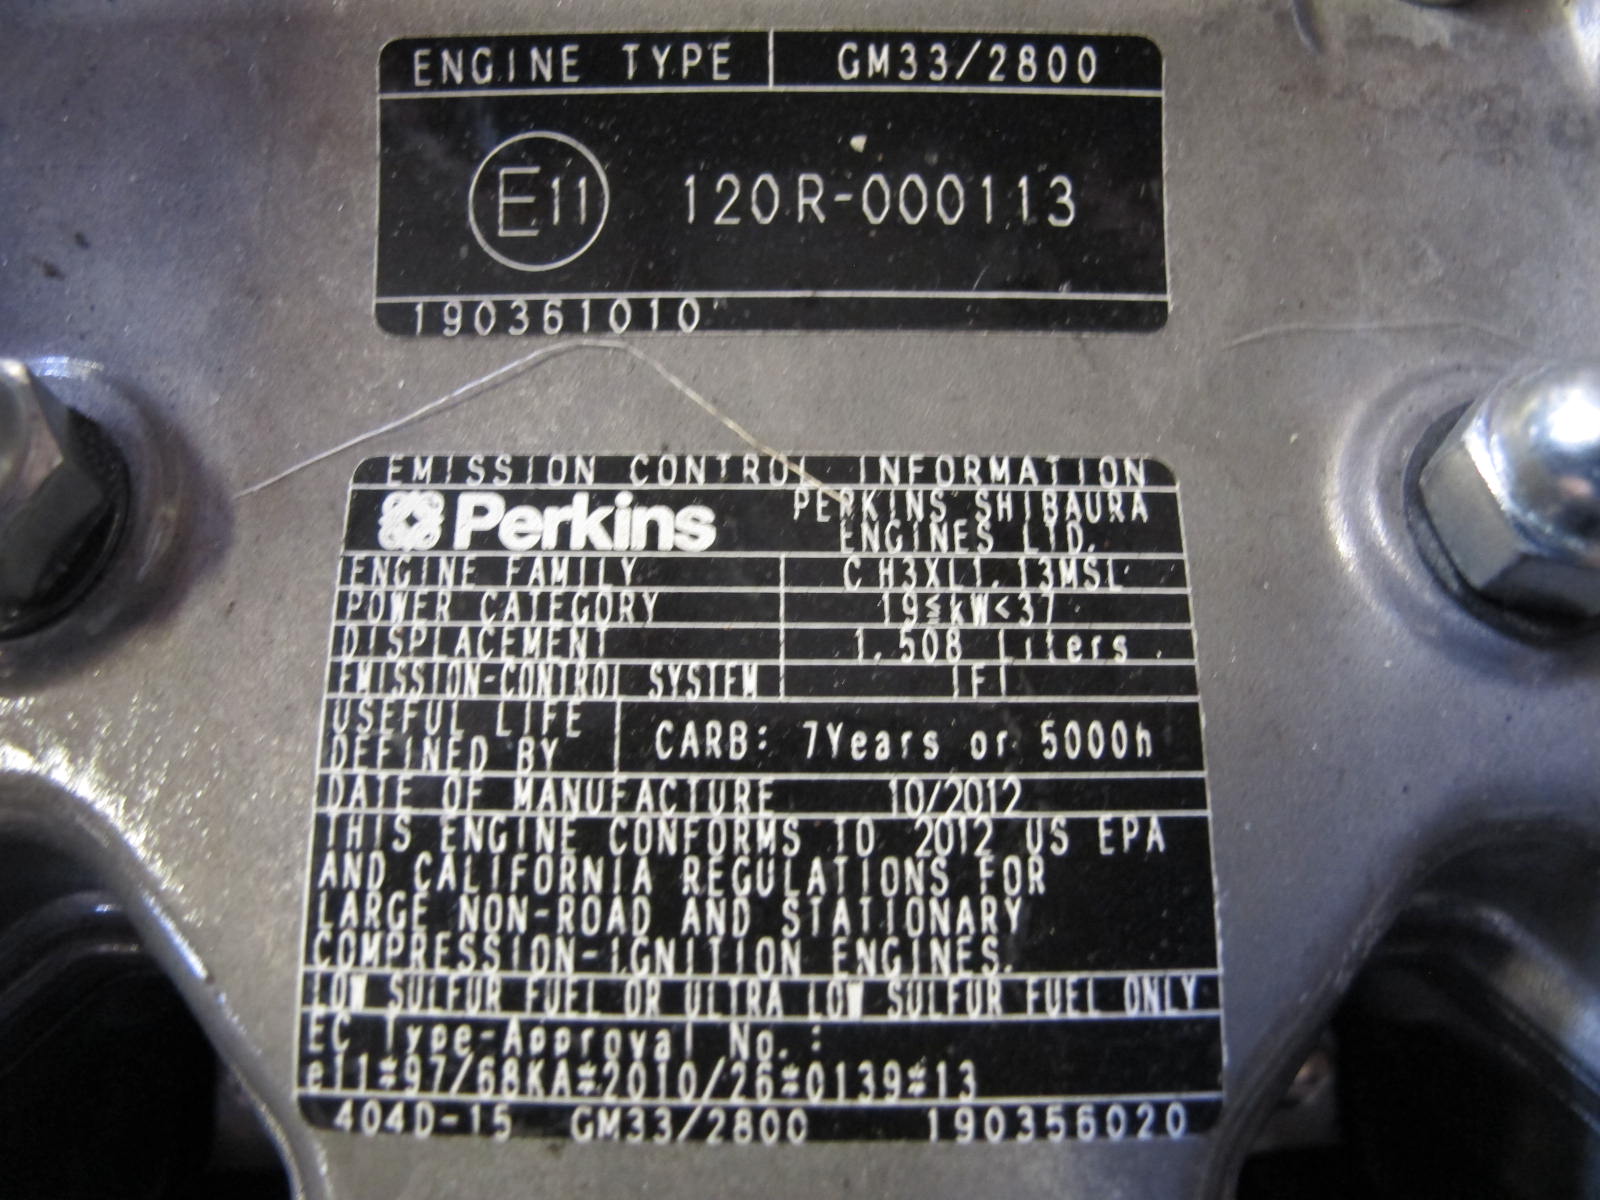 ENGINE TYPE GM33/2800
E11 120R-000113
190361010
EMISSION CONTROL INFORMATION
Perkins
PERKINS SHIBAURA
ENGINES LTD.
ENGINE FAMILY CH3XL1.13MSL
POWER CATEGORY 19≤kW<37
DISPLACEMENT 1.508 Liters
EMISSION-CONTROL SYSTEM IFI
USEFUL LIFE
DEFINED BY
CARB: 7Years or 5000h
DATE OF MANUFACTURE 10/2012
THIS ENGINE CONFORMS TO 2012 US EPA
AND CALIFORNIA REGULATIONS FOR
LARGE NON-ROAD AND STATIONARY
COMPRESSION-IGNITION ENGINES.
LOW SULFUR FUEL OR ULTRA LOW SULFUR FUEL ONLY
EC Type-Approval No.:
e11*97/68KA*2010/26*0139*13
404D-15 GM33/2800 190356020